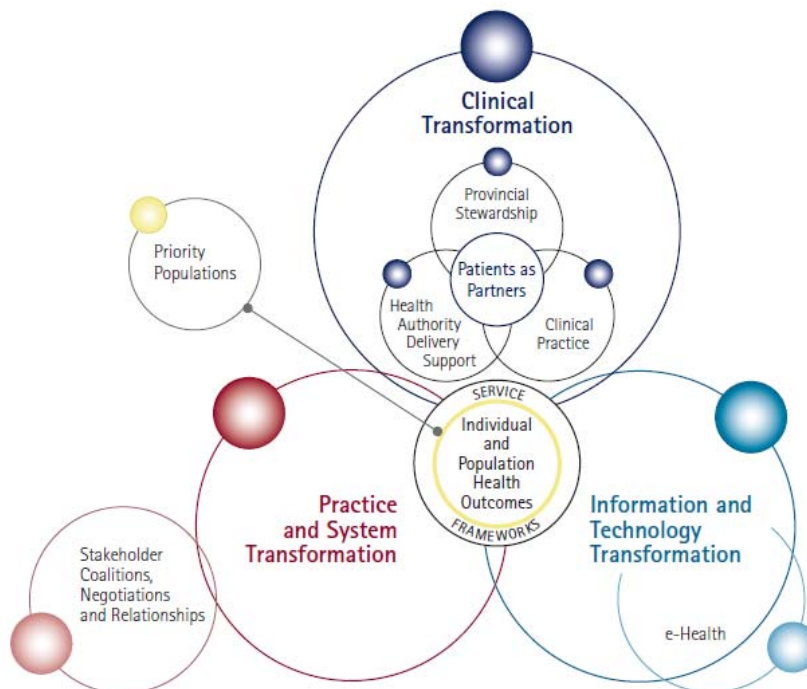 Clinical
Transformation
Provincial
Stewardship
Priority
Populations
Patients as
Partners
Health
Authority
Delivery
Support
Clinical
Practice
SERVICE
Individual
and
Population
Health
Outcomes
FRAMEWORKS
Practice
and System
Transformation
Information and
Technology
Transformation
Stakeholder
Coalitions,
Negotiations
and Relationships
e-Health